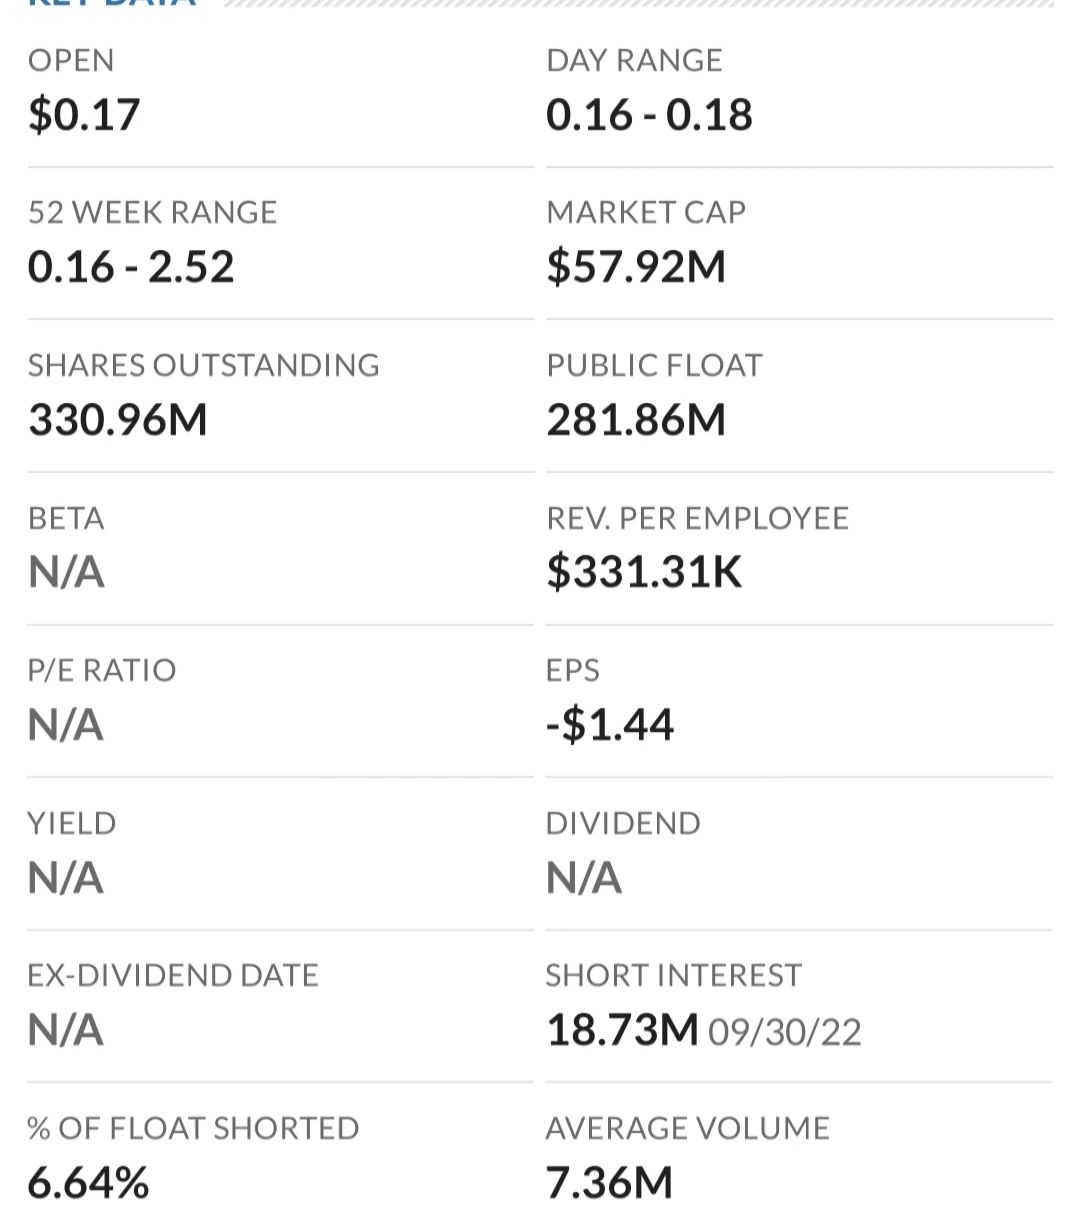 KEY DATA
OPEN
$0.17
DAY RANGE
0.16 - 0.18
52 WEEK RANGE
0.16 - 2.52
MARKET CAP
$57.92M
SHARES OUTSTANDING
330.96M
PUBLIC FLOAT
281.86M
BETA
N/A
REV. PER EMPLOYEE
$331.31K
P/E RATIO
N/A
EPS
-$1.44
YIELD
N/A
DIVIDEND
N/A
EX-DIVIDEND DATE
N/A
SHORT INTEREST
18.73M 09/30/22
% OF FLOAT SHORTED
6.64%
AVERAGE VOLUME
7.36M